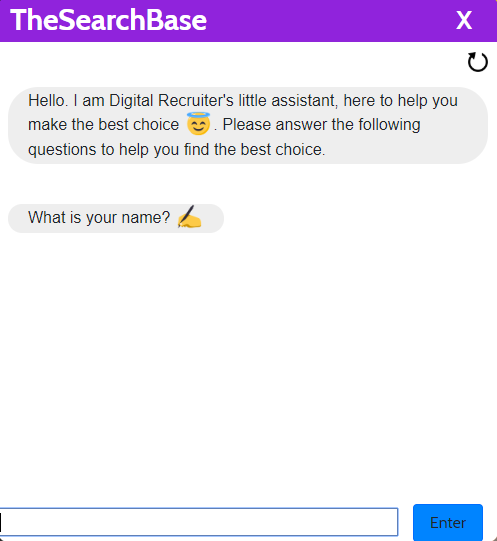 TheSearchBase
X
Hello. I am Digital Recruiter's little assistant, here to help you
make the best choice 😇. Please answer the following
questions to help you find the best choice.
What is your name? ✍️
Enter